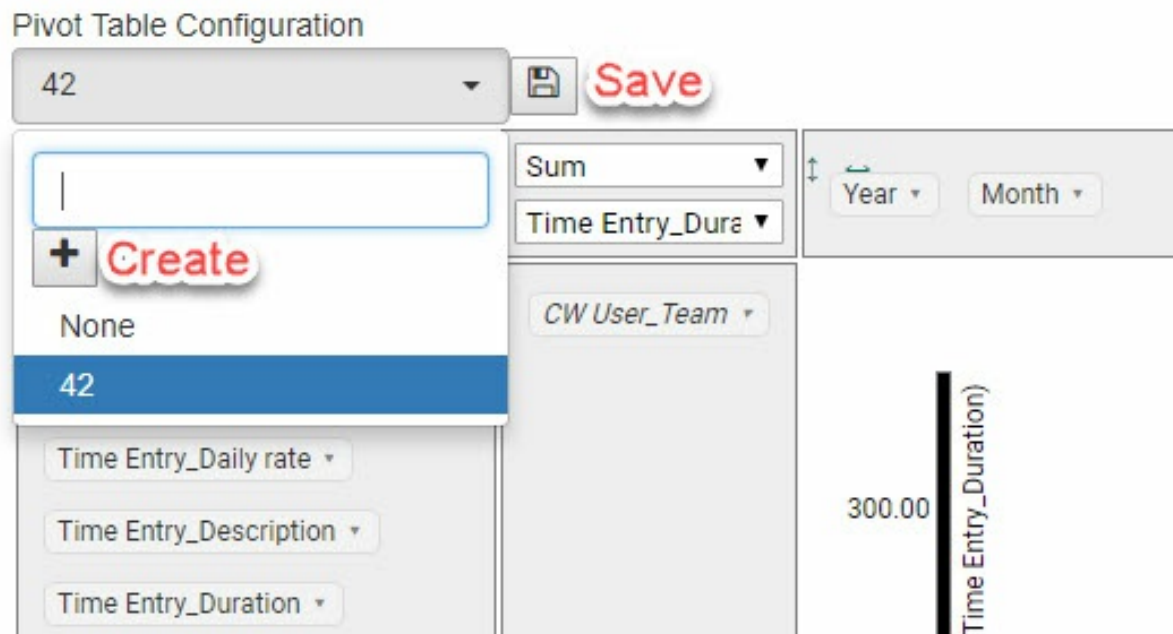 Pivot Table Configuration
42
Save
Sum
Time Entry_Dura
Year
Month
Create
None
42
CW User_Team
Time Entry_Daily rate
Time Entry_Description
Time Entry_Duration
300.00
Time Entry_Duration)